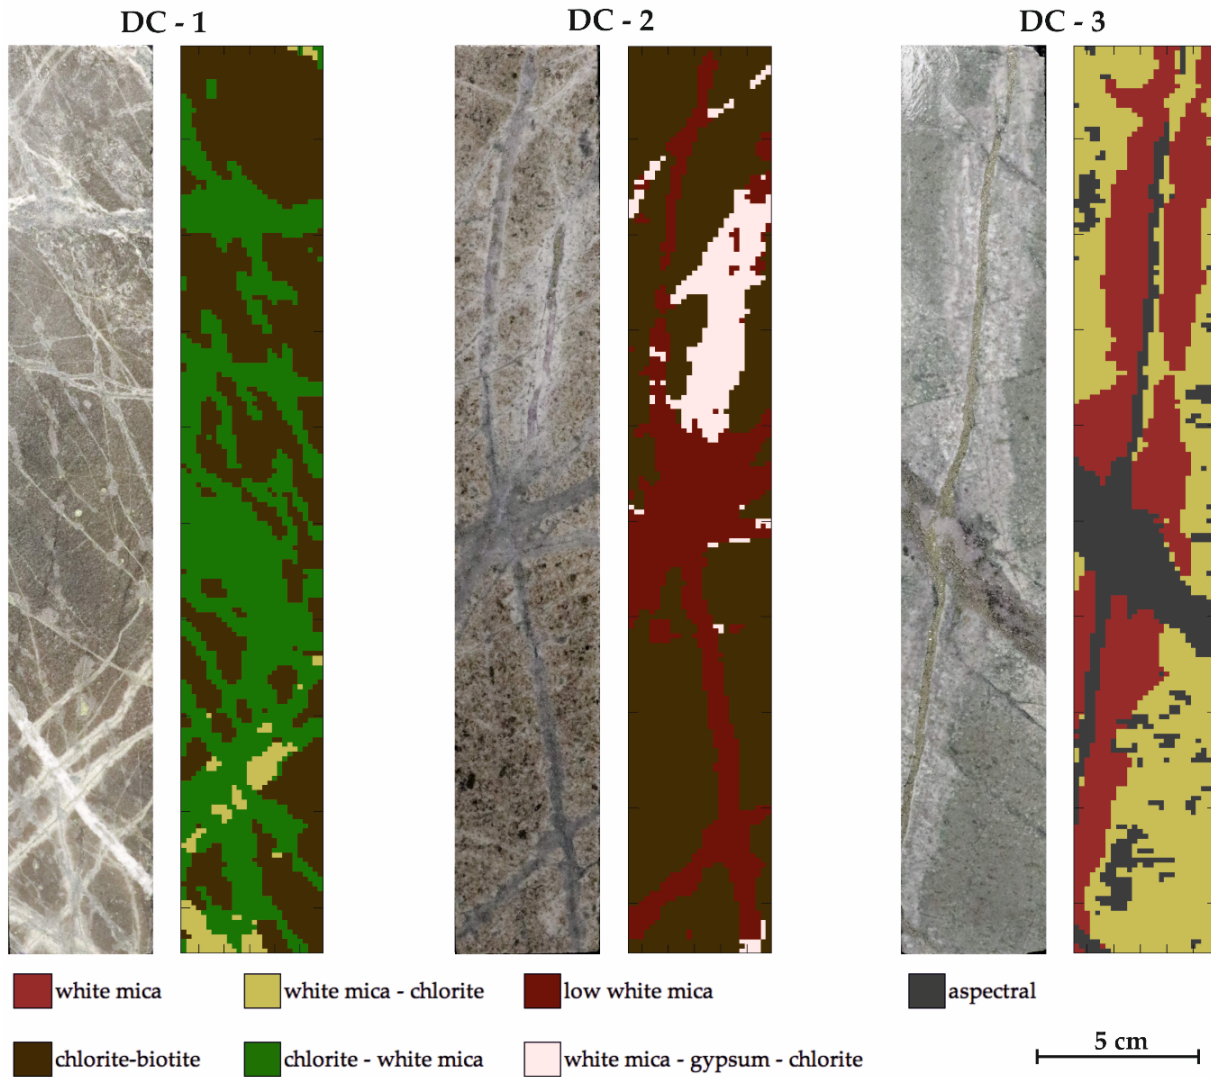 DC - 1
DC - 2
DC - 3
white mica
white mica - chlorite
low white mica
aspectral
chlorite-biotite
chlorite - white mica
white mica - gypsum - chlorite
5 cm